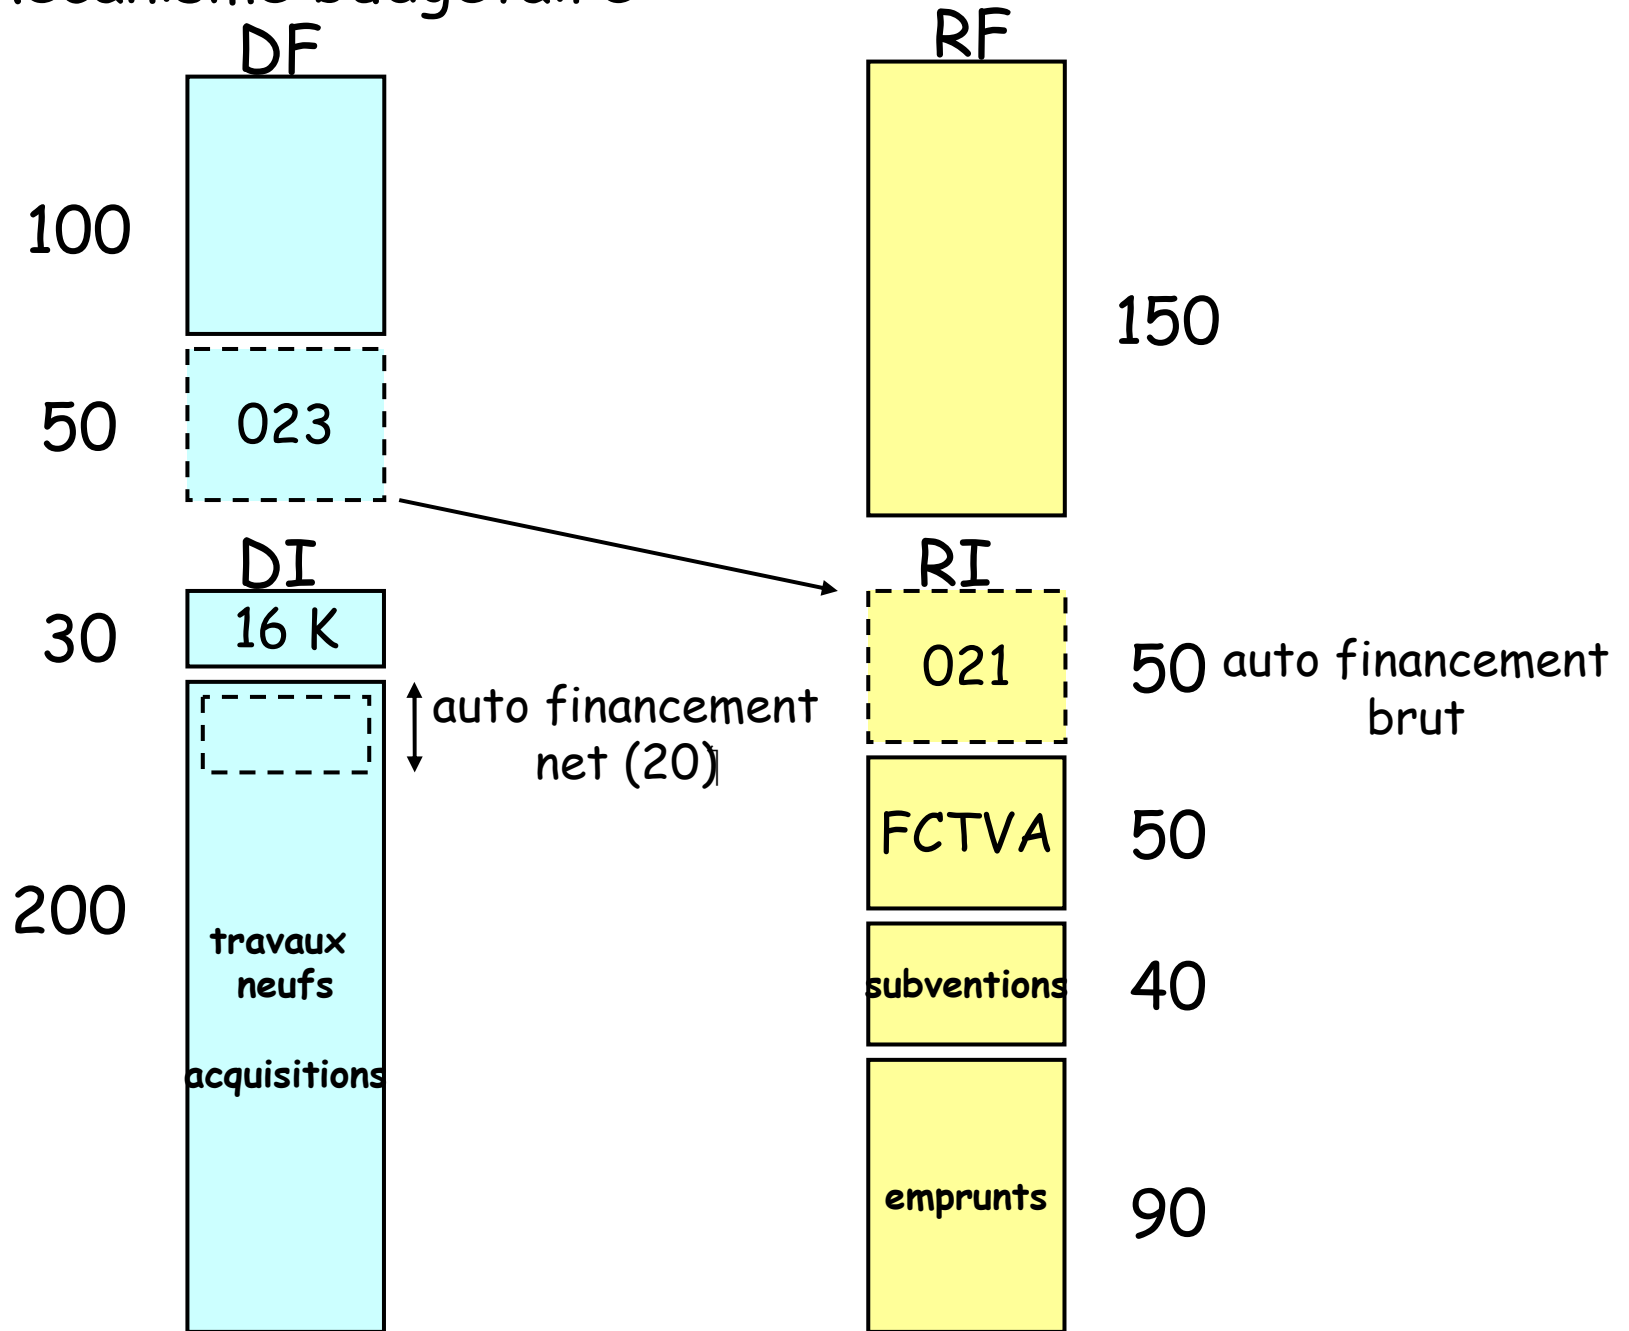 budgétaire
DF
RF
100
150
50
023
DI
RI
30
16 K
021
50
auto financement
brut
auto financement
net (20)
FCTVA
50
200
travaux
neufs
subventions
40
acquisitions
emprunts
90